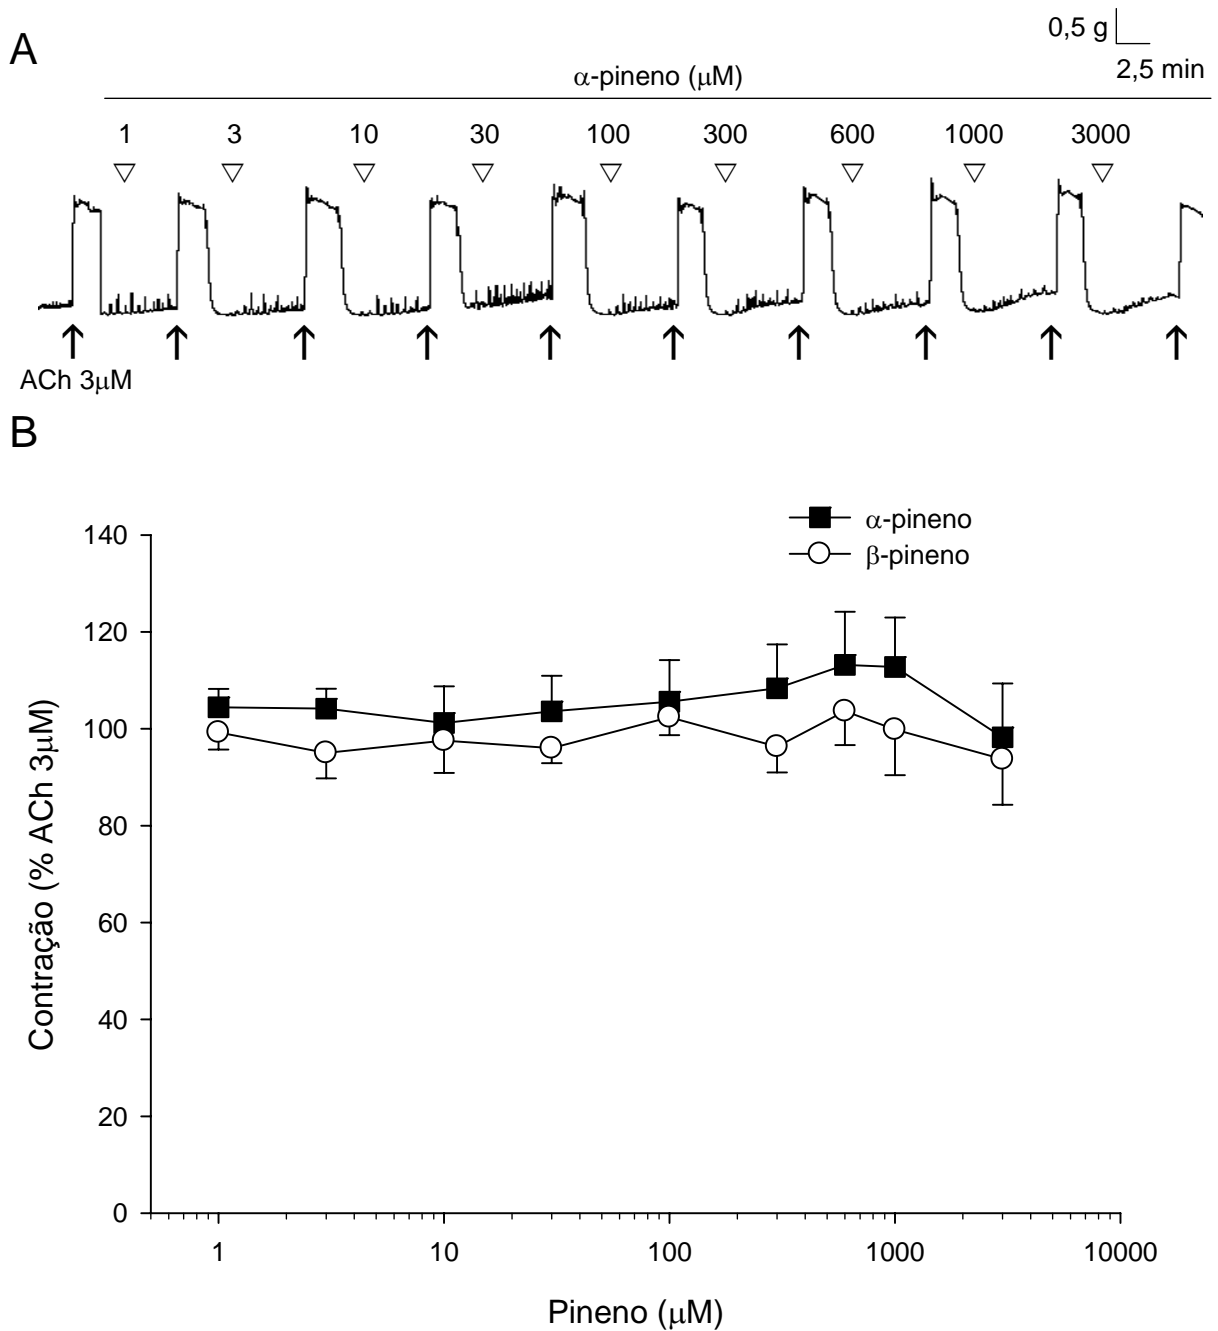 A
0,5 g
2,5 min
α-pineno (μM)
1 3 10 30 100 300 600 1000 3000
ACh 3μM
B
α-pineno
β-pineno
140
120
100
80
60
40
20
0
Contração (% ACh 3μM)
1 10 100 1000 10000
Pineno (μM)